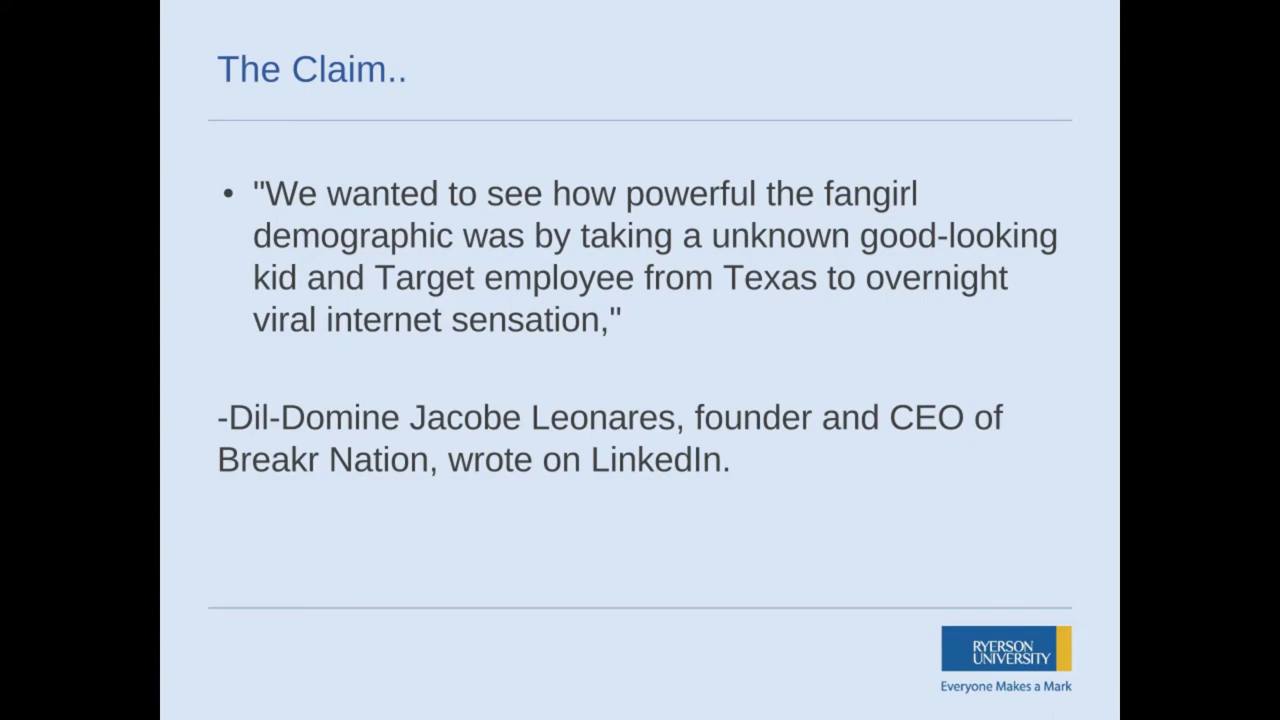 The Claim..
• "We wanted to see how powerful the fangirl
demographic was by taking a unknown good-looking
kid and Target employee from Texas to overnight
viral internet sensation,"
-Dil-Domine Jacobe Leonares, founder and CEO of
Breakr Nation, wrote on LinkedIn.
RYERSON
UNIVERSITY
Everyone Makes a Mark